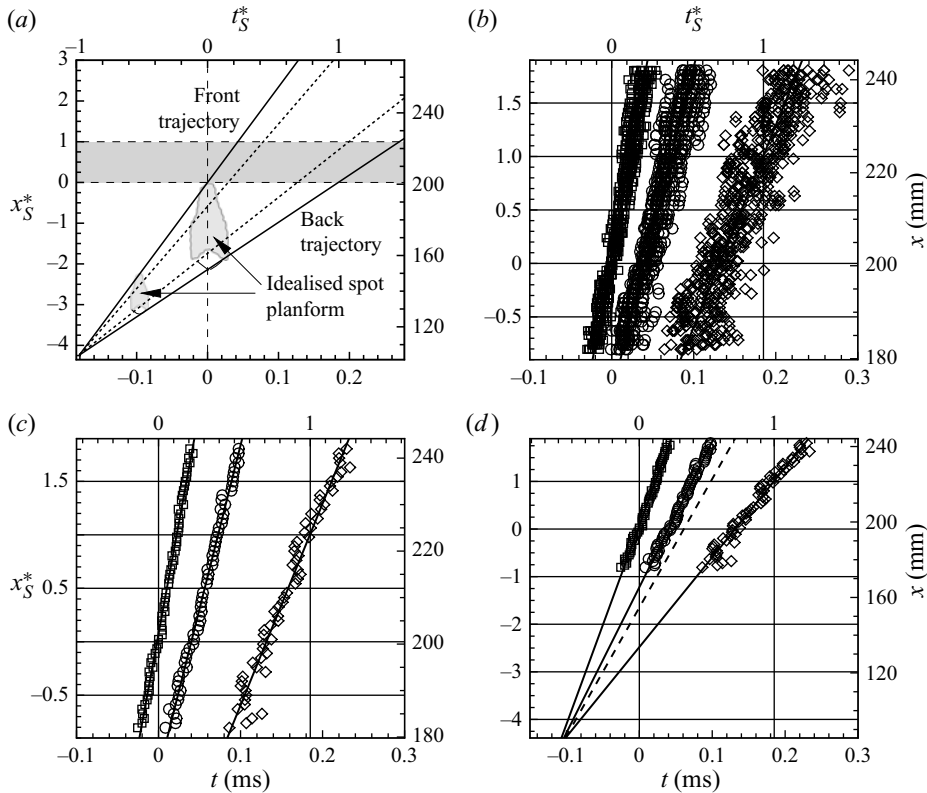 (a)
t*S
–1 0 1
3
2
1
0
–1
–2
–3
–4
x*S
240
200
160
120
–0.1 0 0.1 0.2
Front
trajectory
Back
trajectory
Idealised spot
planform
(b)
t*S
0 1
1.5
1.0
0.5
0
–0.5
240
220
200
180
x (mm)
–0.1 0 0.1 0.2 0.3
(c)
0 1
1.5
0.5
–0.5
x*S
240
220
200
180
–0.1 0 0.1 0.2 0.3
t (ms)
(d)
0 1
1
0
–1
–2
–3
–4
240
200
160
120
x (mm)
–0.1 0 0.1 0.2 0.3
t (ms)